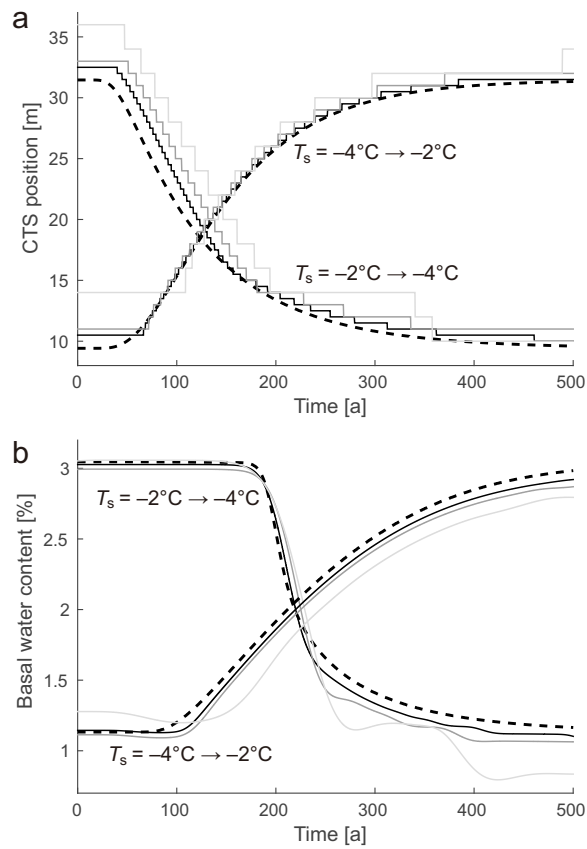 a
CTS position [m]
35
30
25
20
15
10
Tₛ = –4°C → –2°C
Tₛ = –2°C → –4°C
0 100 200 300 400 500
Time [a]
b
Basal water content [%]
3
2.5
2
1.5
1
Tₛ = –2°C → –4°C
Tₛ = –4°C → –2°C
0 100 200 300 400 500
Time [a]